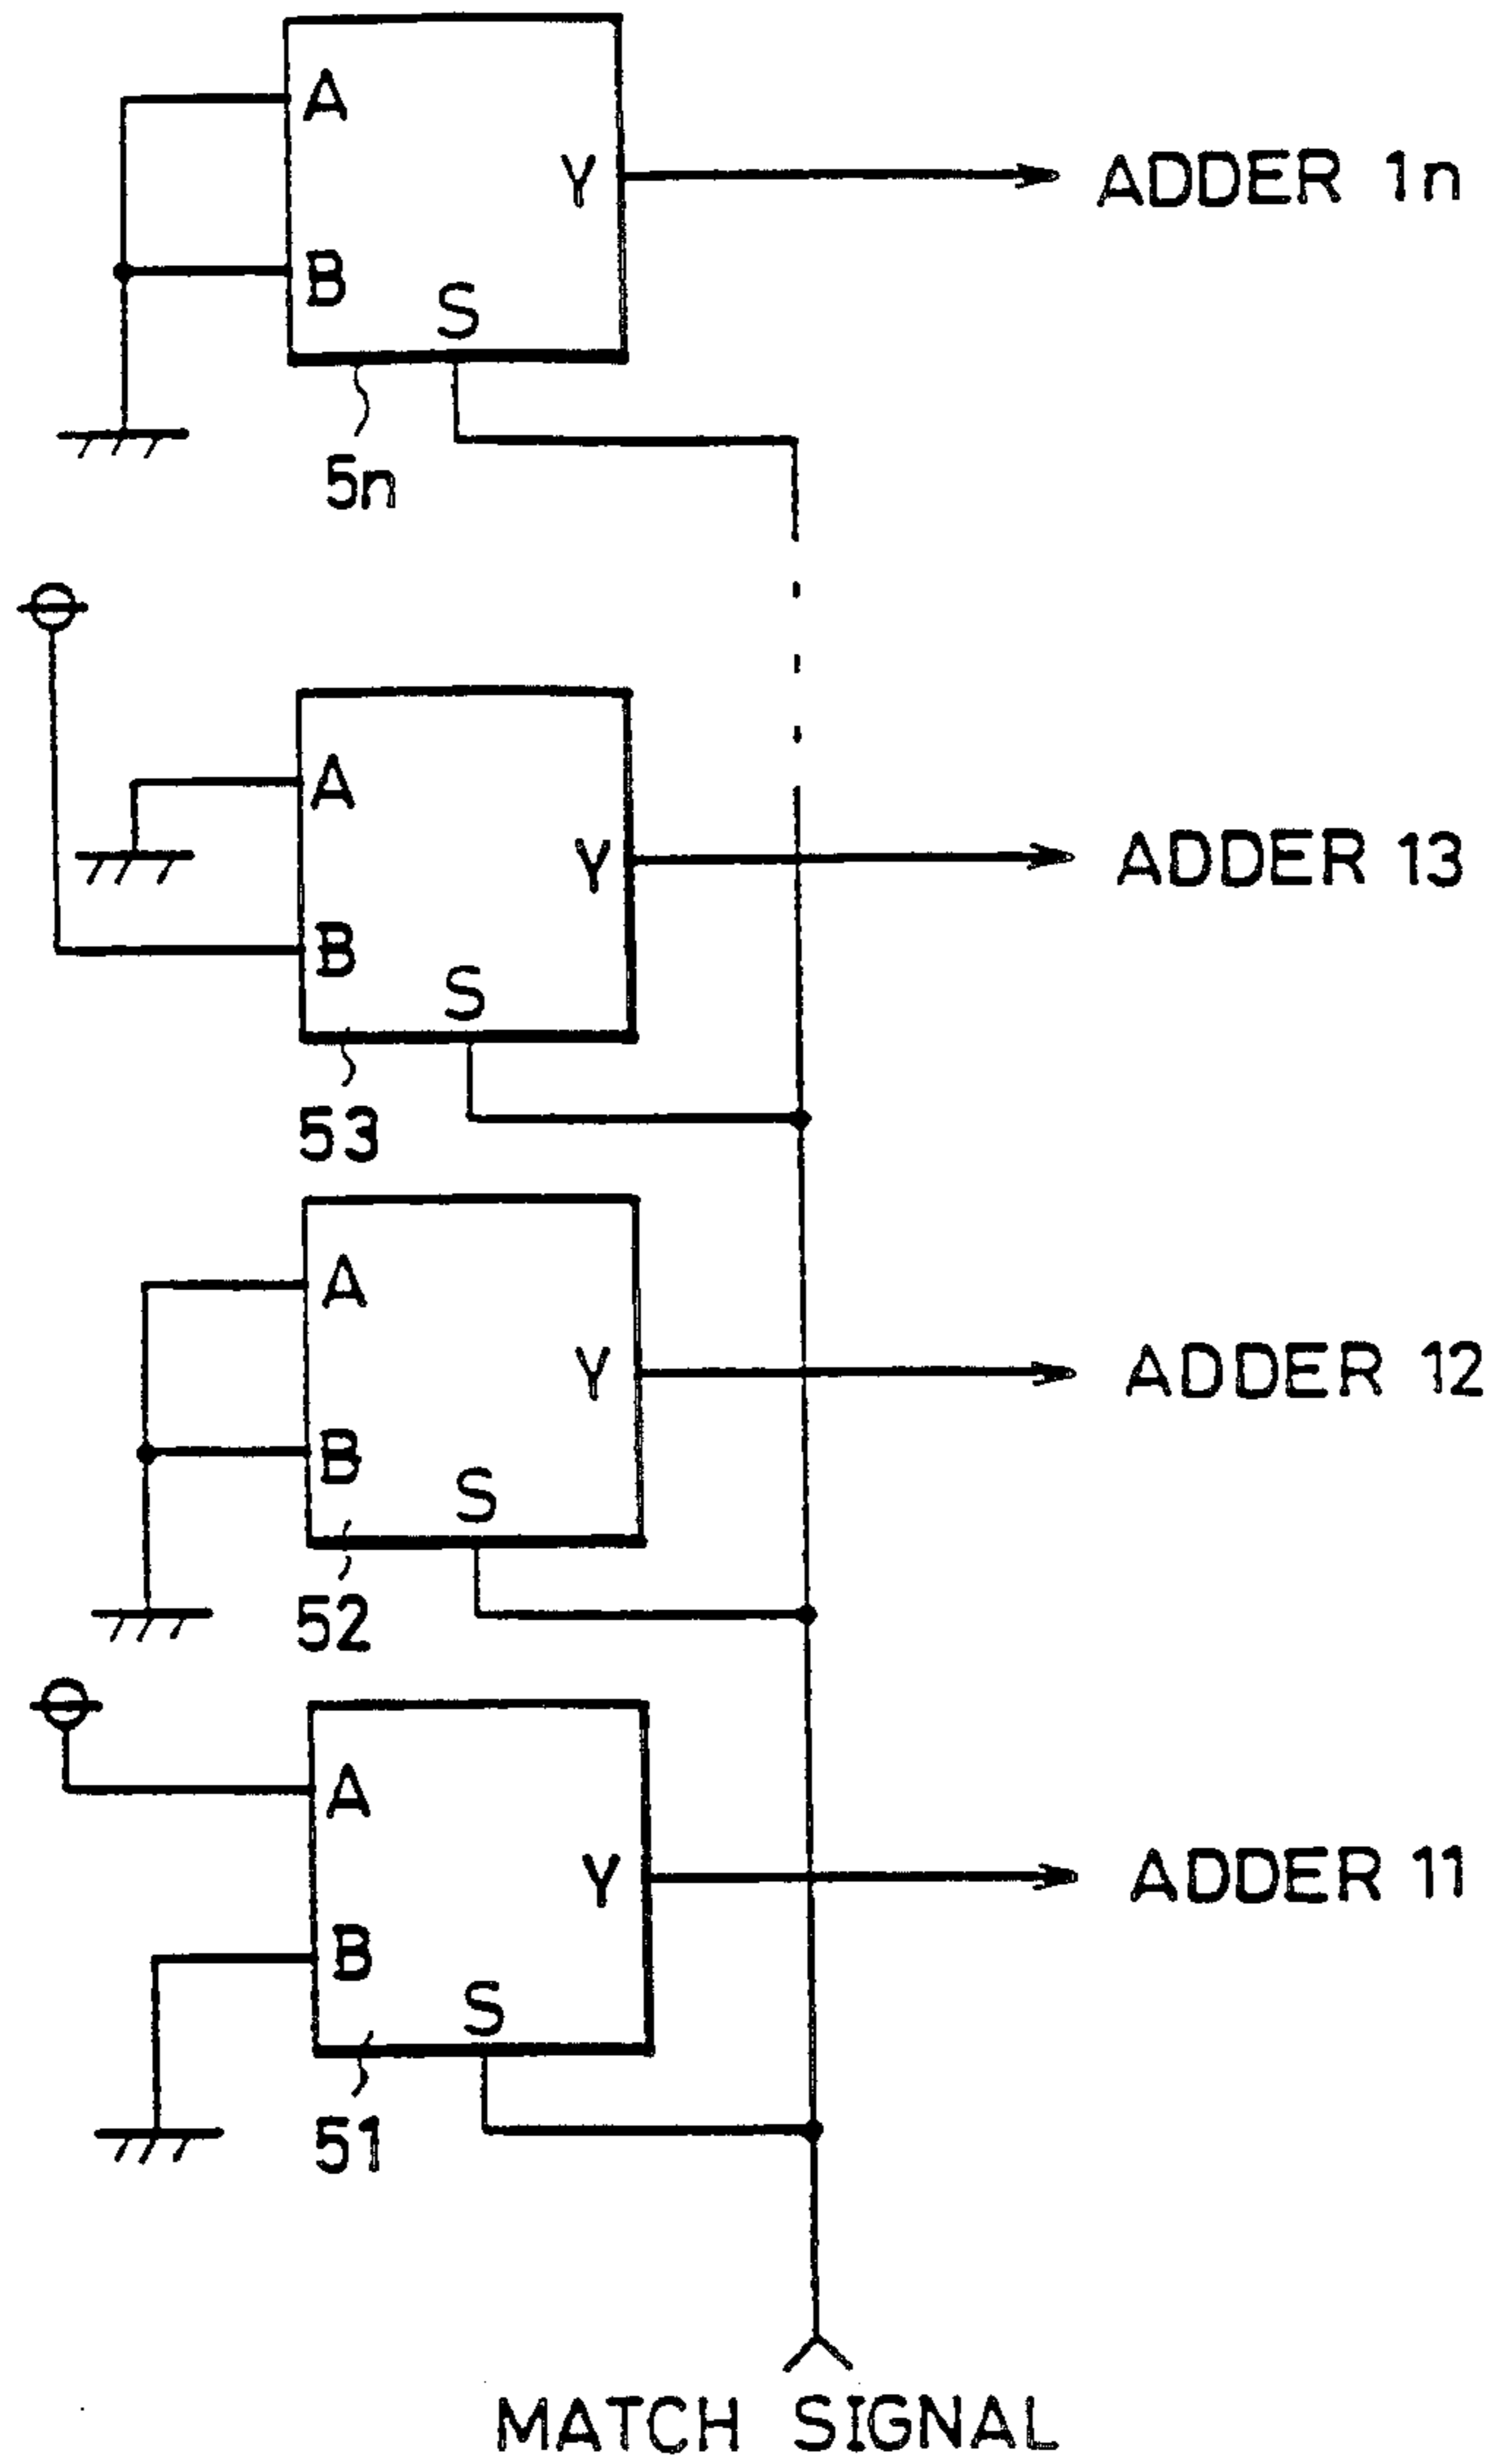 A
Y
ADDER 1n
B
S
5n
A
Y
ADDER 13
B
S
53
A
Y
ADDER 12
B
S
52
A
Y
ADDER 11
B
S
51
MATCH SIGNAL